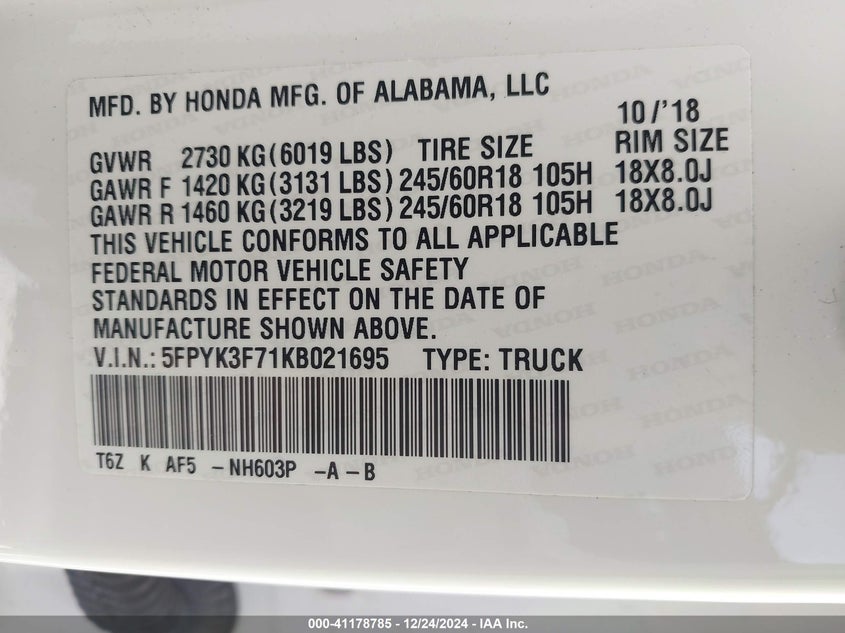 MFD. BY HONDA MFG. OF ALABAMA, LLC
10/'18
GVWR 2730 KG(6019 LBS) TIRE SIZE RIM SIZE
GAWR F 1420 KG(3131 LBS) 245/60R18 105H 18X8.0J
GAWR R 1460 KG(3219 LBS) 245/60R18 105H 18X8.0J
THIS VEHICLE CONFORMS TO ALL APPLICABLE
FEDERAL MOTOR VEHICLE SAFETY
STANDARDS IN EFFECT ON THE DATE OF
MANUFACTURE SHOWN ABOVE.
V.I.N.: 5FPYK3F71KB021695 TYPE: TRUCK
T6Z K AF5 -NH603P -A-B
000-41178785 - 12/24/2024 - IAA Inc.